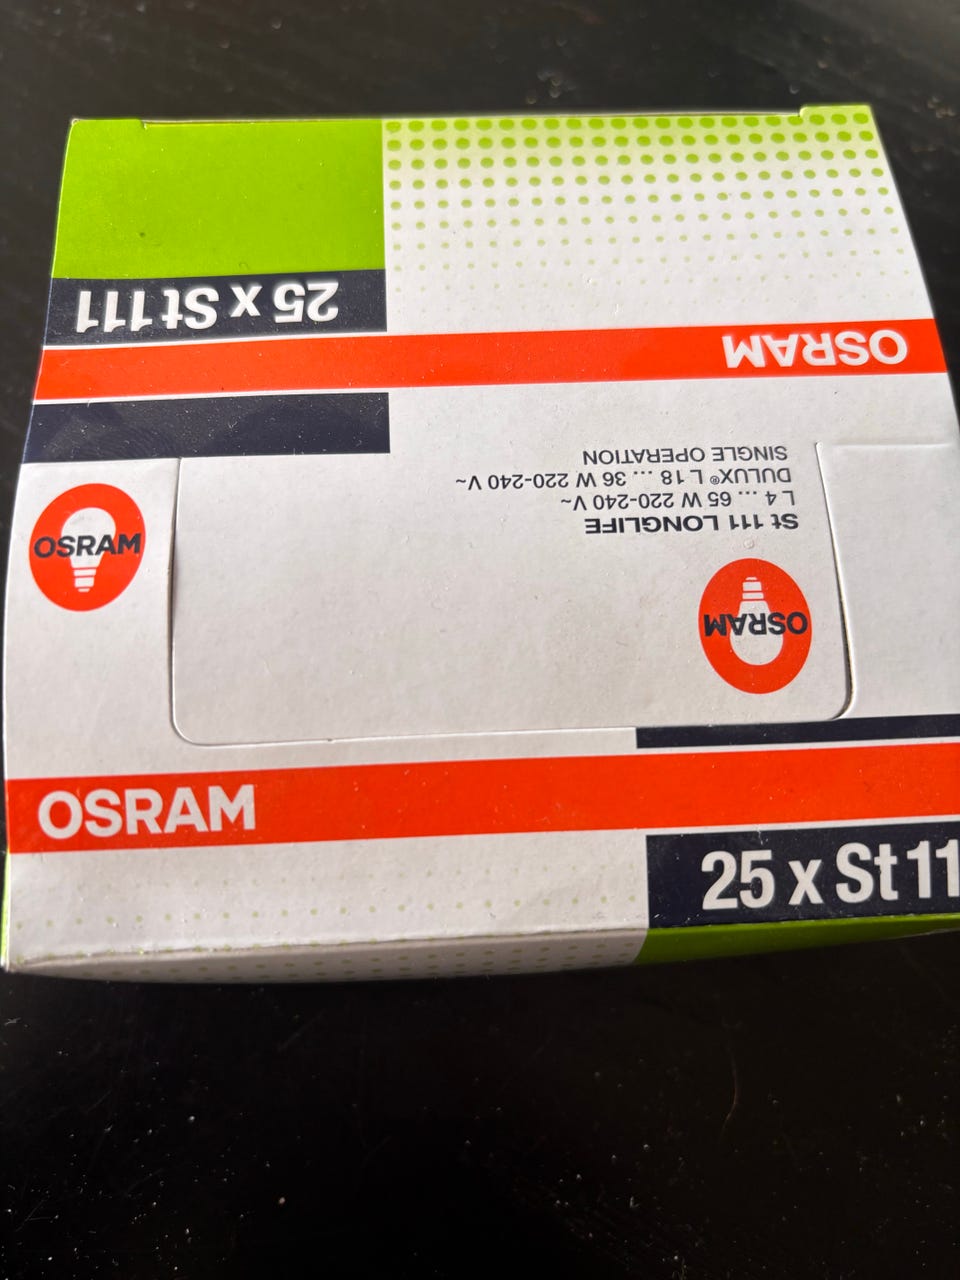 25 x St 111
OSRAM
SINGLE OPERATION
DULUX® L 18 ... 36 W 220-240 V~
L 4 ... 65 W 220-240 V~
St 111 LONGLIFE
OSRAM
OSRAM
OSRAM
25 x St 11